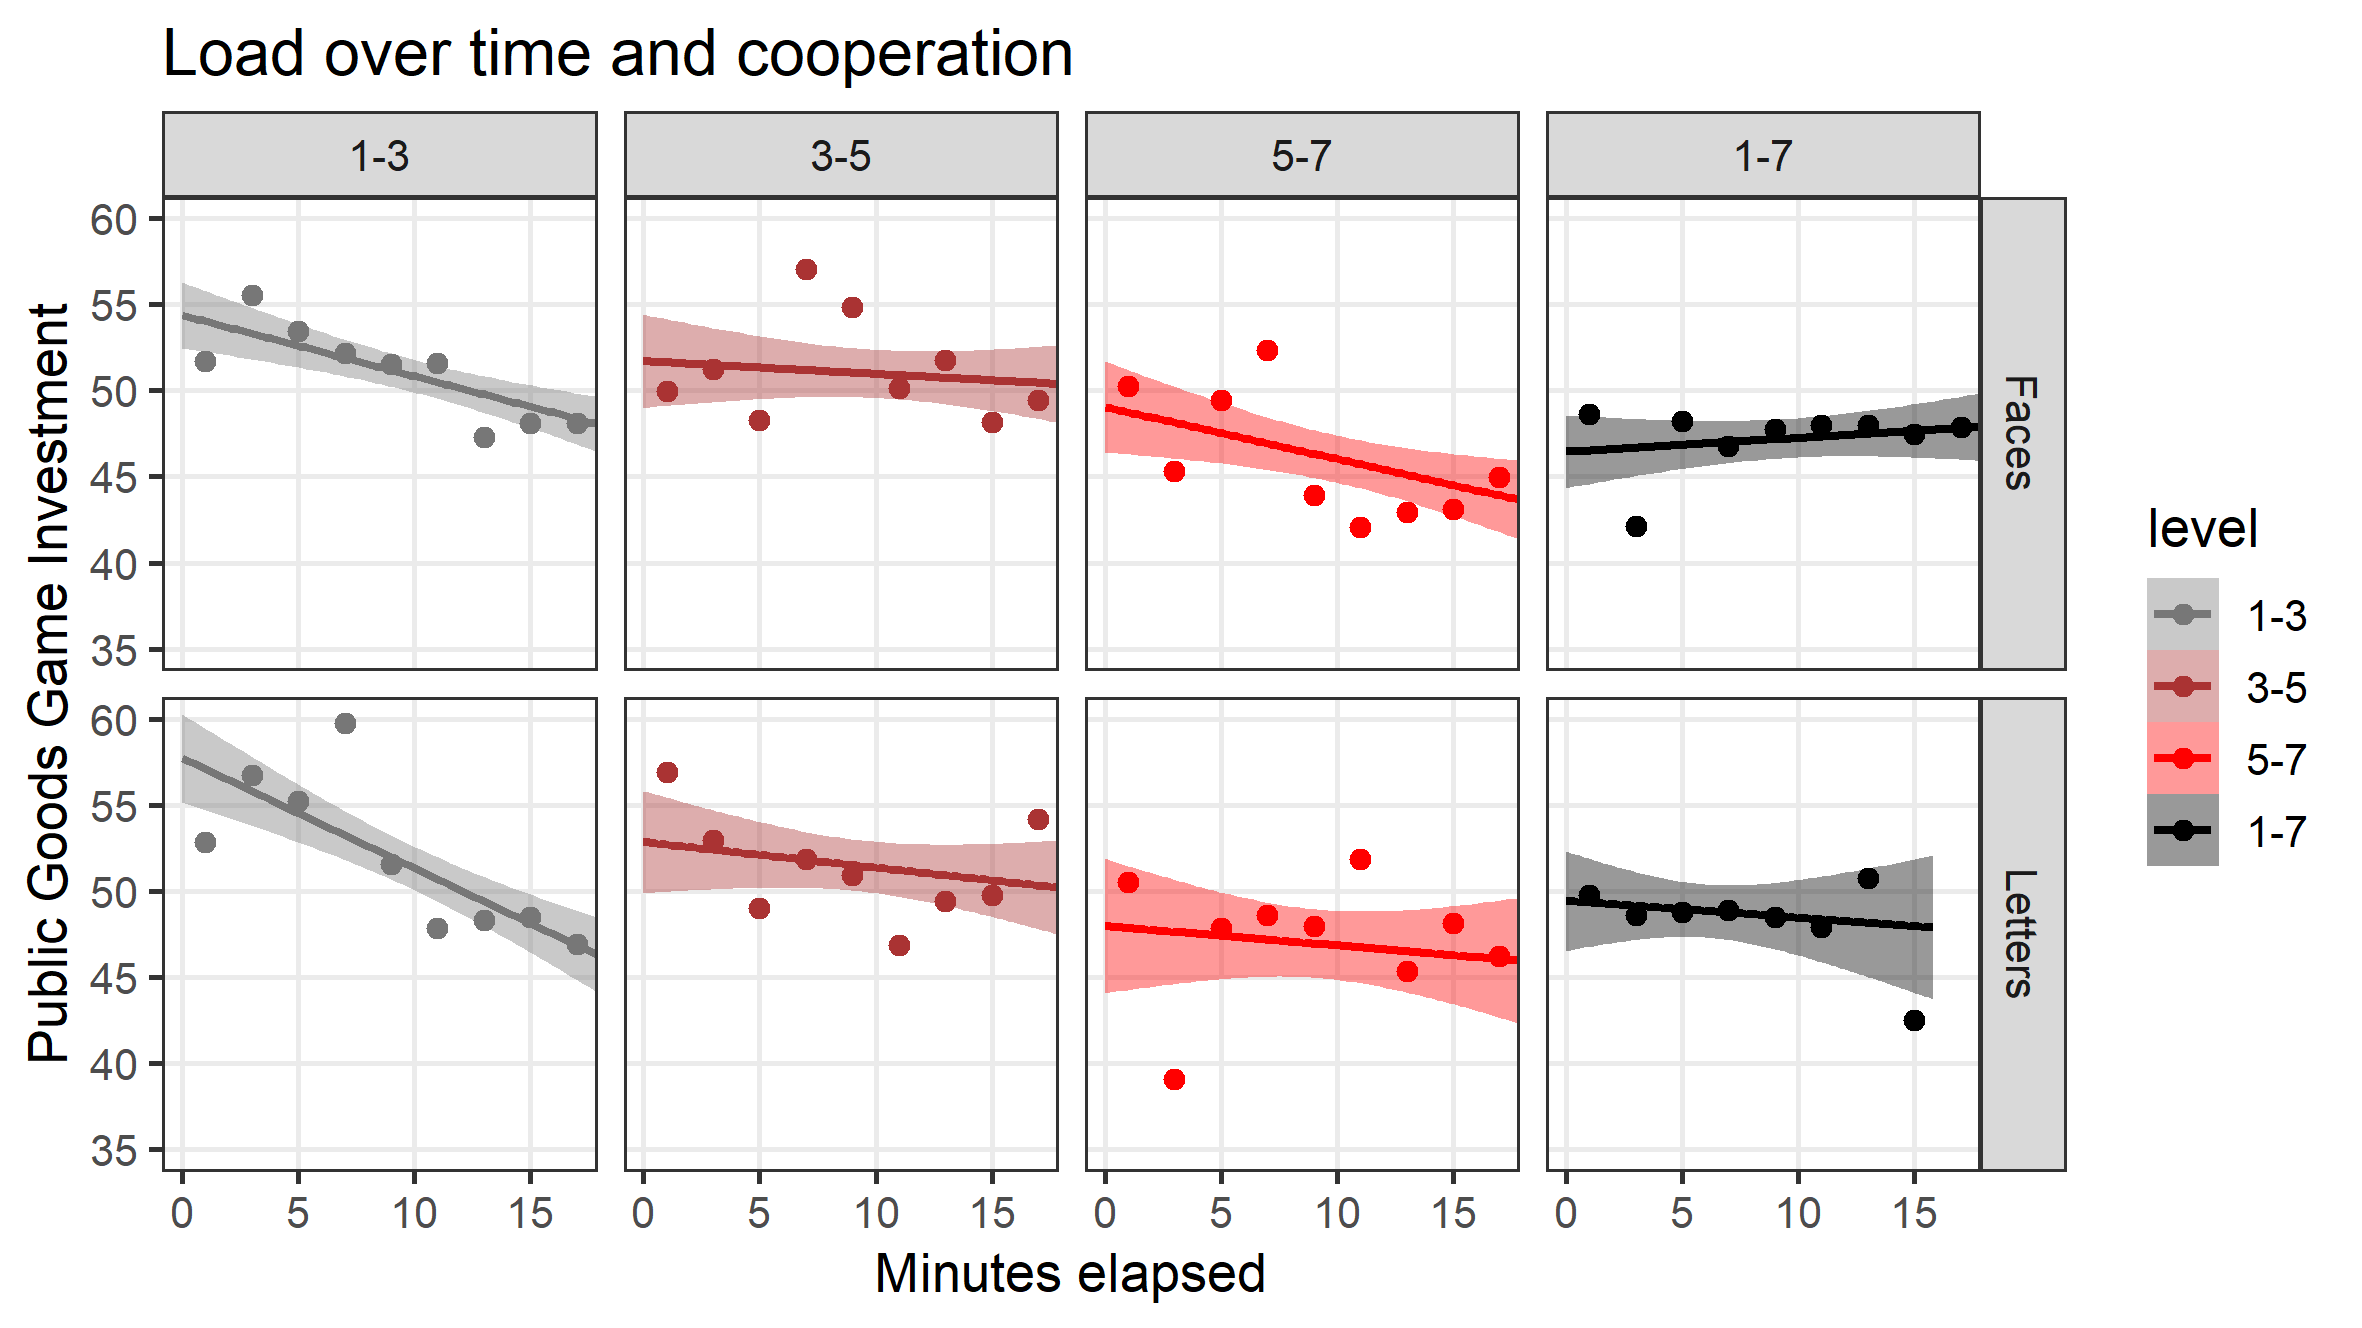 Load over time and cooperation
1-3 3-5 5-7 1-7
60
55
50
45
40
35
Faces
60
55
50
45
40
35
Letters
0 5 10 15 0 5 10 15 0 5 10 15 0 5 10 15
Minutes elapsed
Public Goods Game Investment
level
1-3
3-5
5-7
1-7